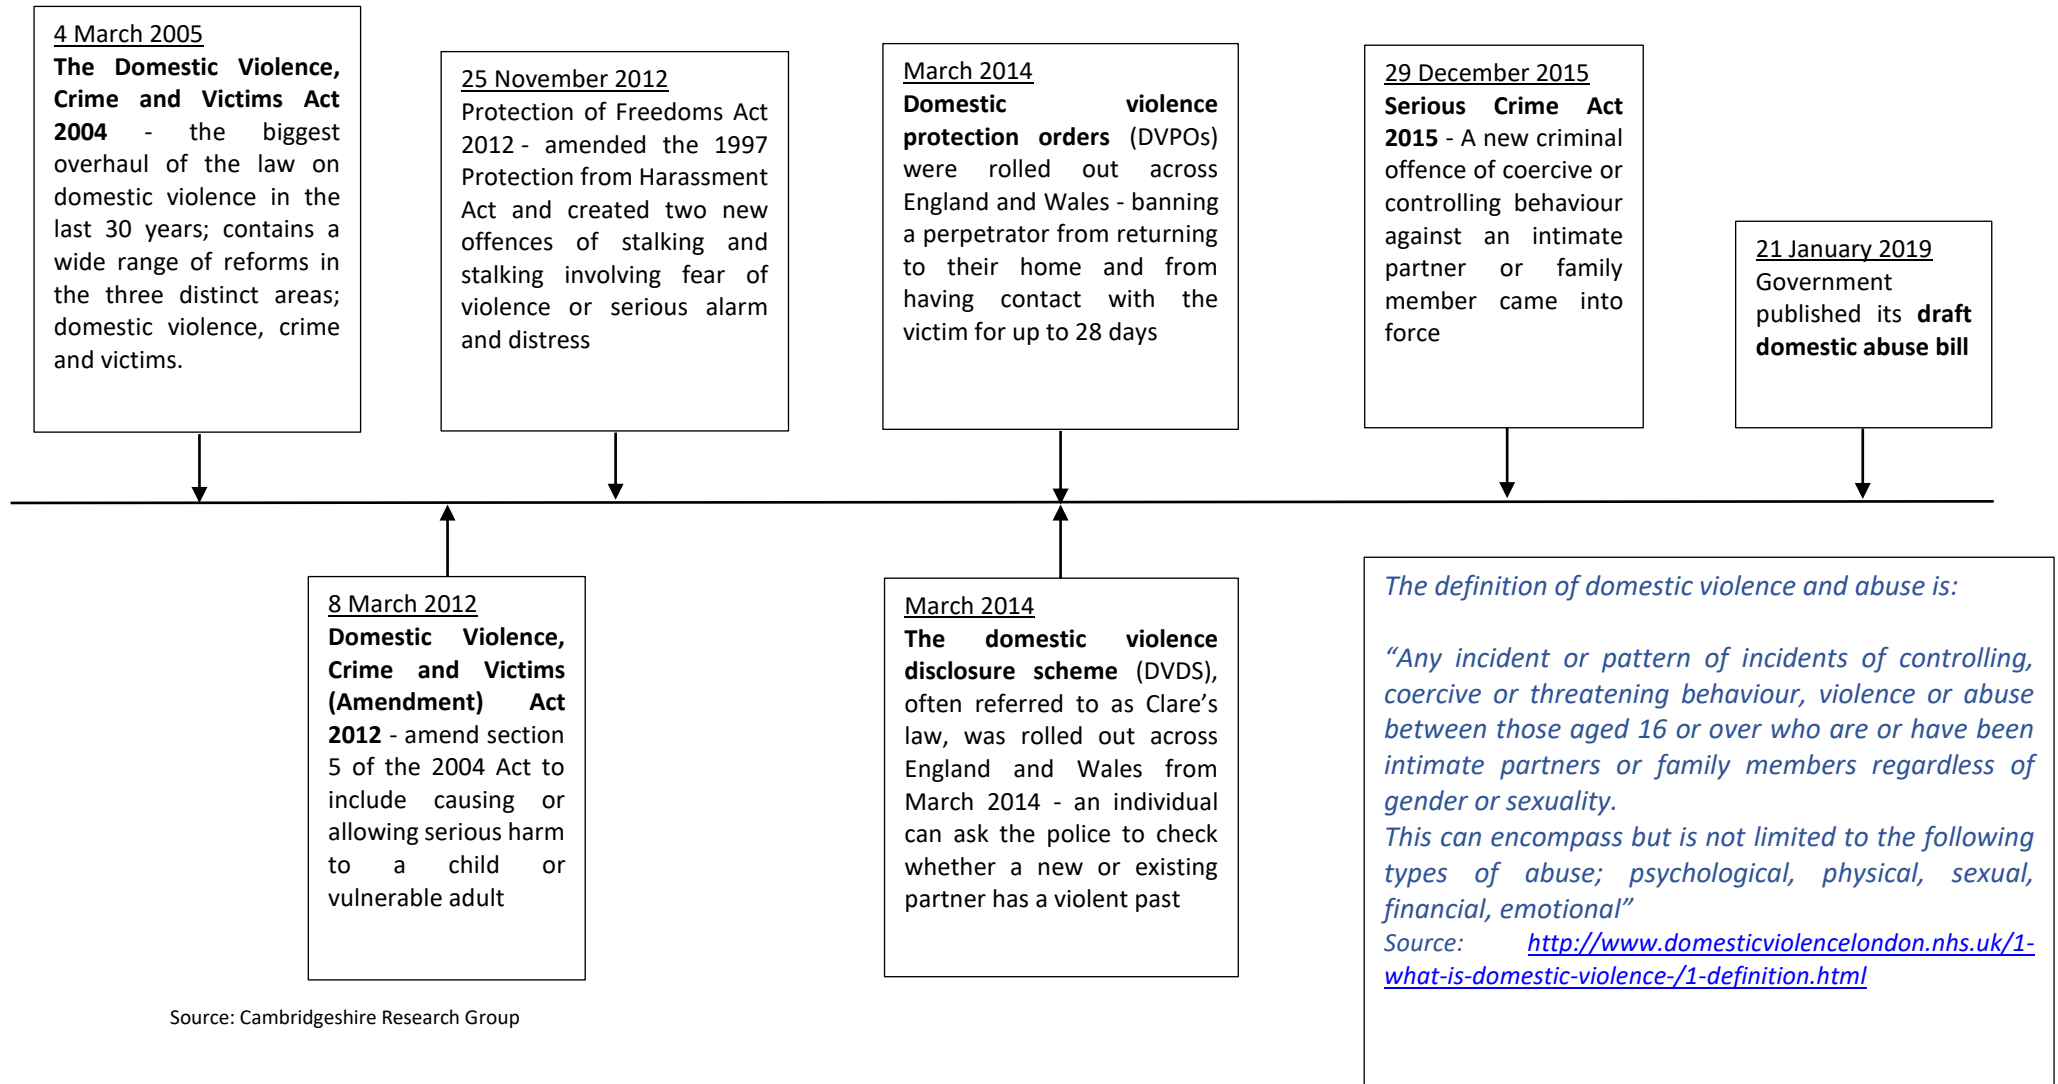 4 March 2005
The Domestic Violence,
Crime and Victims Act
2004 - the biggest
overhaul of the law on
domestic violence in the
last 30 years; contains a
wide range of reforms in
the three distinct areas;
domestic violence, crime
and victims.
25 November 2012
Protection of Freedoms Act
2012 - amended the 1997
Protection from Harassment
Act and created two new
offences of stalking and
stalking involving fear of
violence or serious alarm
and distress
March 2014
Domestic violence
protection orders (DVPOs)
were rolled out across
England and Wales - banning
a perpetrator from returning
to their home and from
having contact with the
victim for up to 28 days
29 December 2015
Serious Crime Act
2015 - A new criminal
offence of coercive or
controlling behaviour
against an intimate
partner or family
member came into
force
21 January 2019
Government
published its draft
domestic abuse bill
8 March 2012
Domestic Violence,
Crime and Victims
(Amendment) Act
2012 - amend section
5 of the 2004 Act to
include causing or
allowing serious harm
to a child or
vulnerable adult
March 2014
The domestic violence
disclosure scheme (DVDS),
often referred to as Clare’s
law, was rolled out across
England and Wales from
March 2014 - an individual
can ask the police to check
whether a new or existing
partner has a violent past
The definition of domestic violence and abuse is:
“Any incident or pattern of incidents of controlling,
coercive or threatening behaviour, violence or abuse
between those aged 16 or over who are or have been
intimate partners or family members regardless of
gender or sexuality.
This can encompass but is not limited to the following
types of abuse; psychological, physical, sexual,
financial, emotional”
Source: http://www.domesticviolencelondon.nhs.uk/1-
what-is-domestic-violence-/1-definition.html
Source: Cambridgeshire Research Group